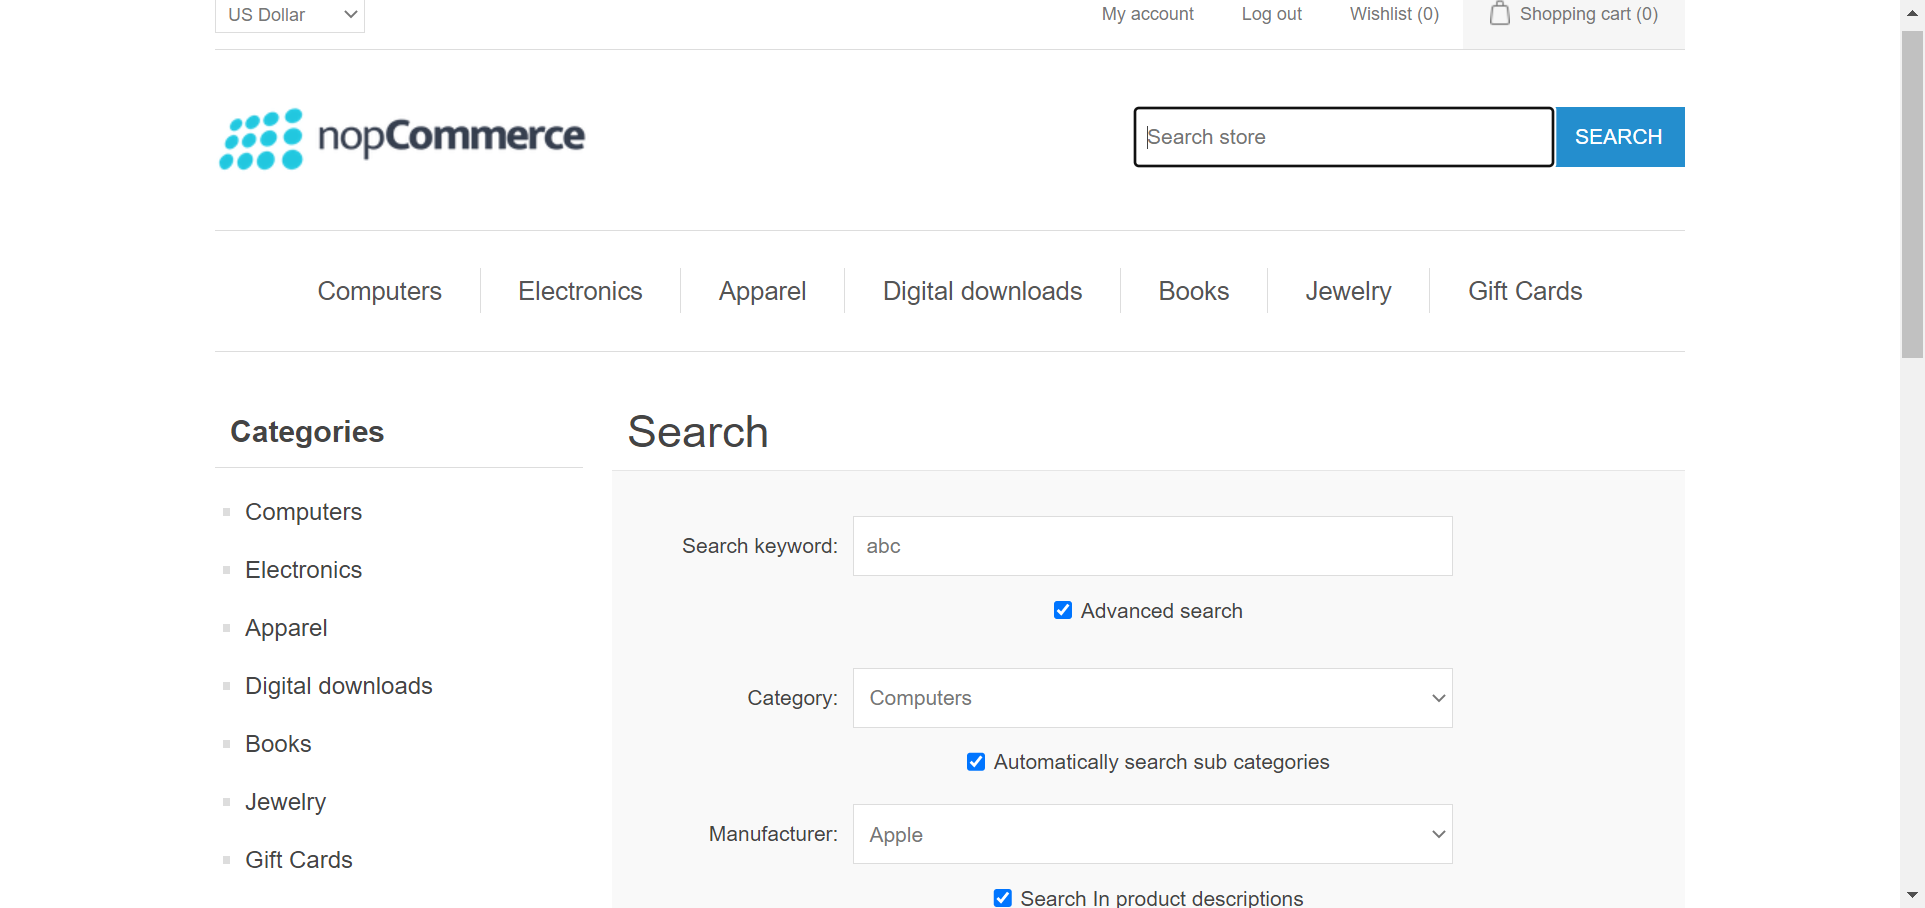 US Dollar
My account
Log out
Wishlist (0)
Shopping cart (0)
nopCommerce
Search store
SEARCH
Computers
Electronics
Apparel
Digital downloads
Books
Jewelry
Gift Cards
Categories
Computers
Electronics
Apparel
Digital downloads
Books
Jewelry
Gift Cards
Search
Search keyword: abc
Advanced search
Category: Computers
Automatically search sub categories
Manufacturer: Apple
Search In product descriptions